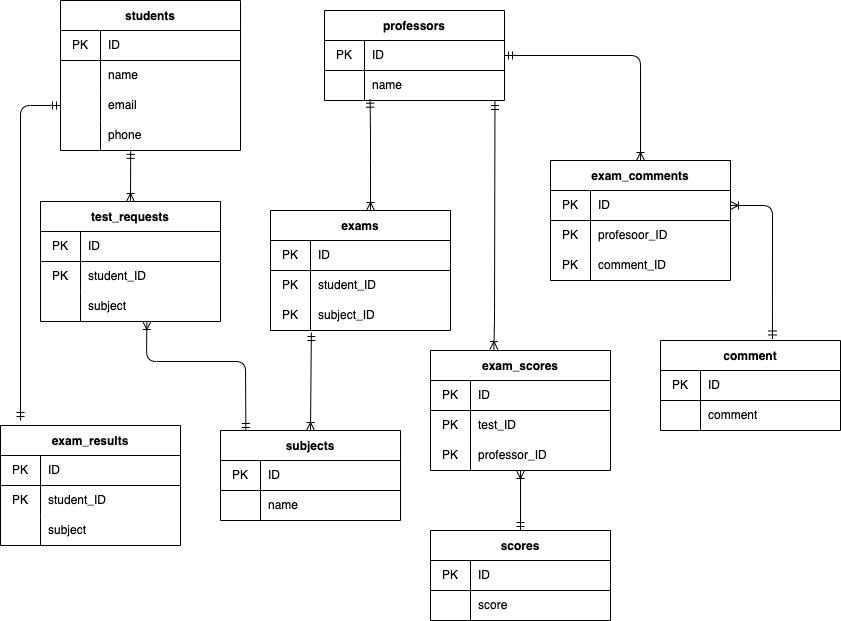 students
PK ID
name
email
phone
professors
PK ID
name
test_requests
PK ID
PK student_ID
subject
exams
PK ID
PK student_ID
PK subject_ID
exam_comments
PK ID
PK profesoor_ID
PK comment_ID
exam_scores
PK ID
PK test_ID
PK professor_ID
comment
PK ID
comment
exam_results
PK ID
PK student_ID
subject
subjects
PK ID
name
scores
PK ID
score